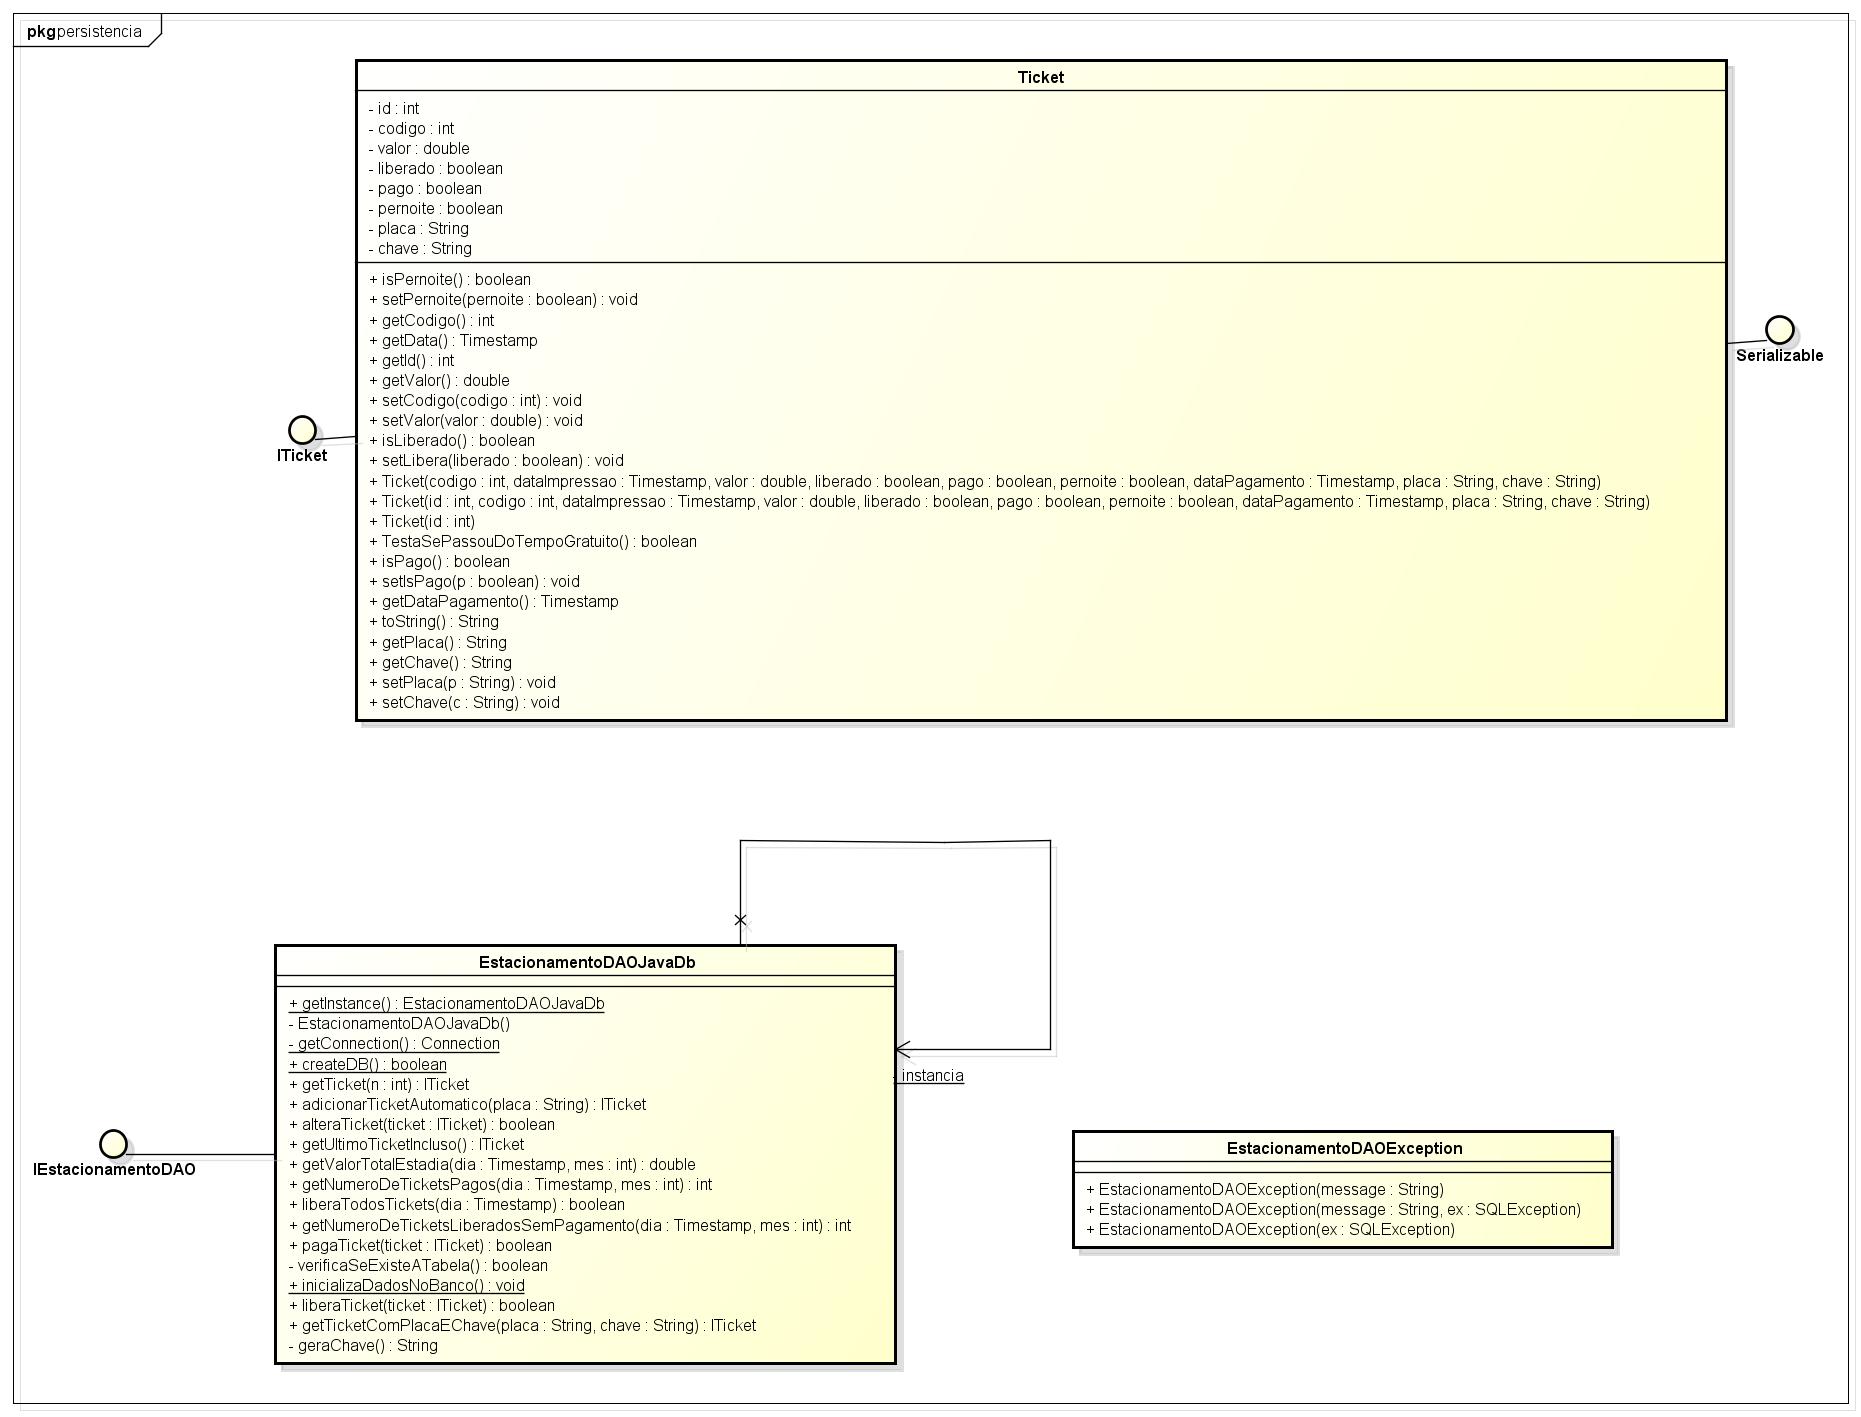 pkg persistencia
Ticket
- id : int
- codigo : int
- valor : double
- liberado : boolean
- pago : boolean
- pernoite : boolean
- placa : String
- chave : String
+ isPernoite() : boolean
+ setPernoite(pernoite : boolean) : void
+ getCodigo() : int
+ getData() : Timestamp
+ getId() : int
+ getValor() : double
+ setCodigo(codigo : int) : void
+ setValor(valor : double) : void
+ isLiberado() : boolean
+ setLibera(liberado : boolean) : void
+ Ticket(codigo : int, dataImpressao : Timestamp, valor : double, liberado : boolean, pago : boolean, pernoite : boolean, dataPagamento : Timestamp, placa : String, chave : String)
+ Ticket(id : int, codigo : int, dataImpressao : Timestamp, valor : double, liberado : boolean, pago : boolean, pernoite : boolean, dataPagamento : Timestamp, placa : String, chave : String)
+ Ticket(id : int)
+ TestaSePassouDoTempoGratuito() : boolean
+ isPago() : boolean
+ setIsPago(p : boolean) : void
+ getDataPagamento() : Timestamp
+ toString() : String
+ getPlaca() : String
+ getChave() : String
+ setPlaca(p : String) : void
+ setChave(c : String) : void
Serializable
ITicket
EstacionamentoDAOJavaDb
+ getInstance() : EstacionamentoDAOJavaDb
- EstacionamentoDAOJavaDb()
- getConnection() : Connection
+ createDB() : boolean
+ getTicket(n : int) : ITicket
+ adicionarTicketAutomatico(placa : String) : ITicket
+ alteraTicket(ticket : ITicket) : boolean
+ getUltimoTicketIncluso() : ITicket
+ getValorTotalEstadia(dia : Timestamp, mes : int) : double
+ getNumeroDeTicketsPagos(dia : Timestamp, mes : int) : int
+ liberaTodosTickets(dia : Timestamp) : boolean
+ getNumeroDeTicketsLiberadosSemPagamento(dia : Timestamp, mes : int) : int
+ pagaTicket(ticket : ITicket) : boolean
- verificaSeExisteATabela() : boolean
+ inicializaDadosNoBanco() : void
+ liberaTicket(ticket : ITicket) : boolean
+ getTicketComPlacaEChave(placa : String, chave : String) : ITicket
- geraChave() : String
- instancia
IEstacionamentoDAO
EstacionamentoDAOException
+ EstacionamentoDAOException(message : String)
+ EstacionamentoDAOException(message : String, ex : SQLException)
+ EstacionamentoDAOException(ex : SQLException)